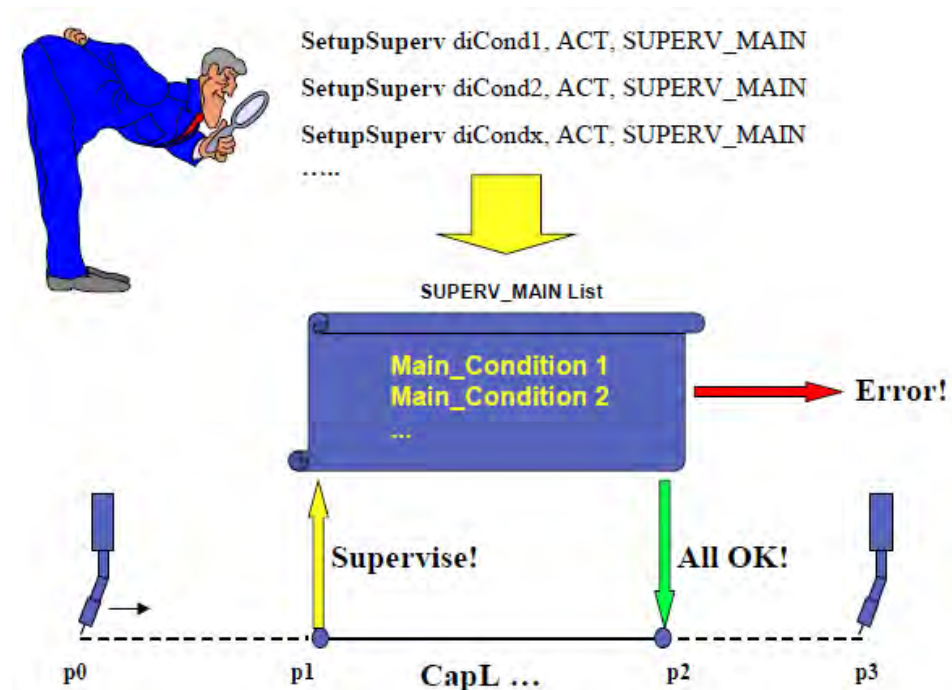 SetupSuperv diCond1, ACT, SUPERV_MAIN
SetupSuperv diCond2, ACT, SUPERV_MAIN
SetupSuperv diCondx, ACT, SUPERV_MAIN
…..
SUPERV_MAIN List
Main_Condition 1
Main_Condition 2
...
Error!
Supervise!
All OK!
p0
p1
CapL …
p2
p3